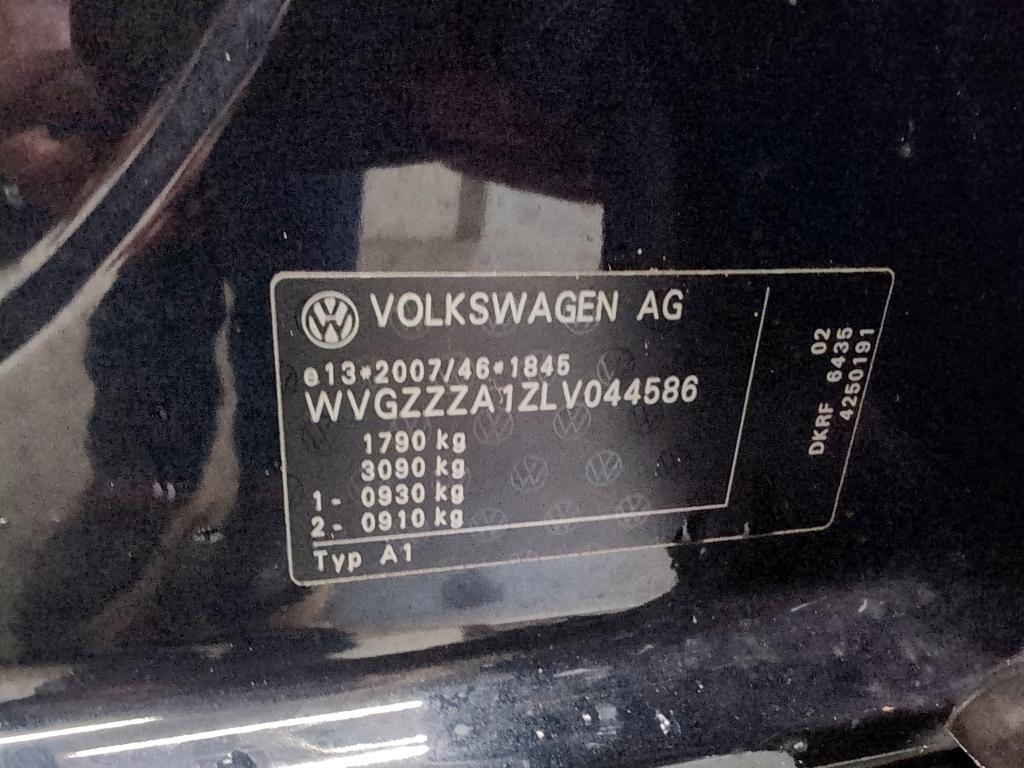 VOLKSWAGEN AG
e13*2007/46*1845
WVGZZZA1ZLV044586
1790 kg
3090 kg
1- 0930 kg
2- 0910 kg
Typ A1
DKRF 6435 02
4250191